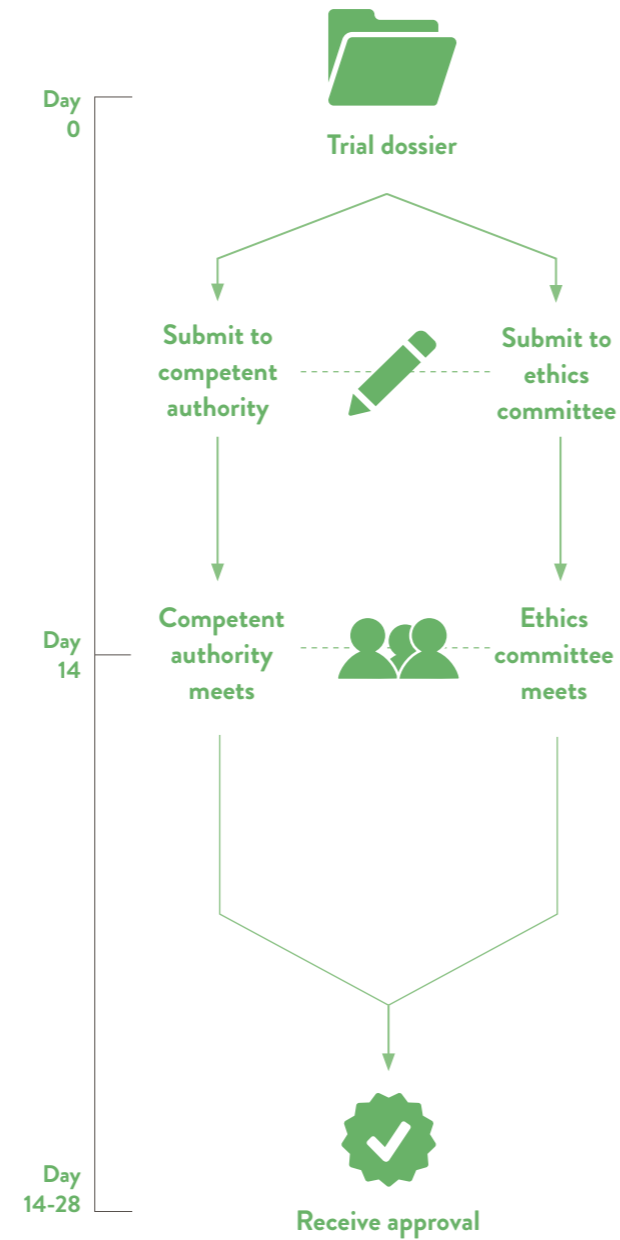 Day
0
Trial dossier
Submit to
competent
authority
Submit to
ethics
committee
Day
14
Competent
authority
meets
Ethics
committee
meets
Day
14-28
Receive approval